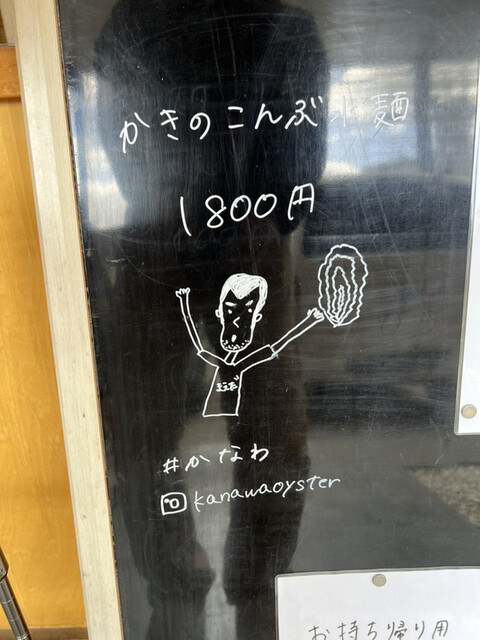 かきのこんぶ小麺
1800円
#かなわ
kanawaoyster
お持ち帰り用